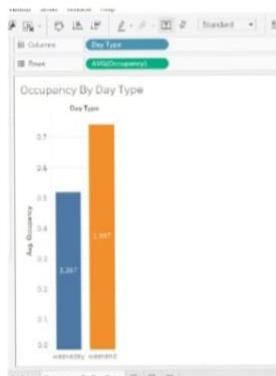 Standard
Columns
Day Type
Rows
AVG(Occupancy)
Occupancy By Day Type
Day Type
0.7
0.6
0.5
0.4
0.3
0.2
0.1
0.0
Avg. Occupancy
weekday weekend